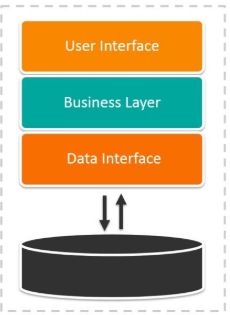 User Interface
Business Layer
Data Interface